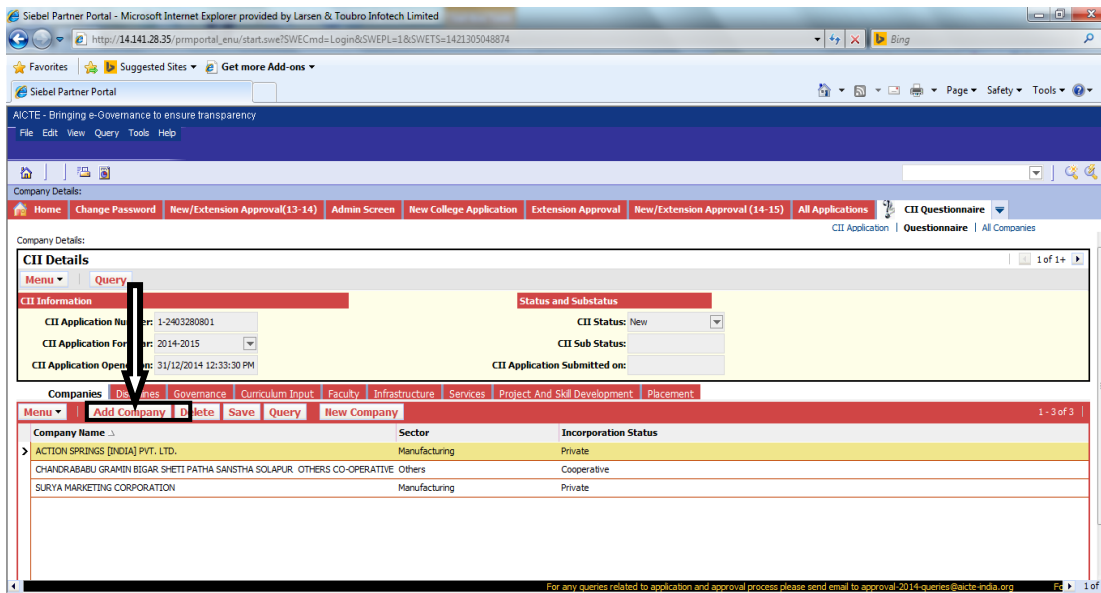 Siebel Partner Portal - Microsoft Internet Explorer provided by Larsen & Toubro Infotech Limited
http://14.141.28.35/prmportal_enu/start.swe?SWECmd=Login&SWEPL=1&SWETS=1421305048874
Bing
Favorites Suggested Sites Get more Add-ons
Siebel Partner Portal Page Safety Tools
AICTE - Bringing e-Governance to ensure transparency
File Edit View Query Tools Help
Company Details:
Home Change Password New/Extension Approval(13-14) Admin Screen New College Application Extension Approval New/Extension Approval (14-15) All Applications CII Questionnaire
CII Application | Questionnaire | All Companies
Company Details:
CII Details 1 of 1+
Menu Query
CII Information Status and Substatus
CII Application Number: 1-2403280801 CII Status: New
CII Application For 2014-2015 CII Sub Status:
CII Application 31/12/2014 12:33:30 PM CII Application Submitted on:
Companies Governance Curriculum Input Faculty Infrastructure Services Project And Skill Development Placement
Menu Add Company Delete Save Query New Company 1 - 3 of 3
Company Name Sector Incorporation Status
ACTION SPRINGS [INDIA] PVT. LTD. Manufacturing Private
CHANDRABABU GRAMIN BIGAR SHETI PATHA SANSTHA SOLAPUR OTHERS CO-OPERATIVE Others Cooperative
SURYA MARKETING CORPORATION Manufacturing Private
For any queries related to application and approval process please send email to approval-2014-queries@aicte-india.org 1 of